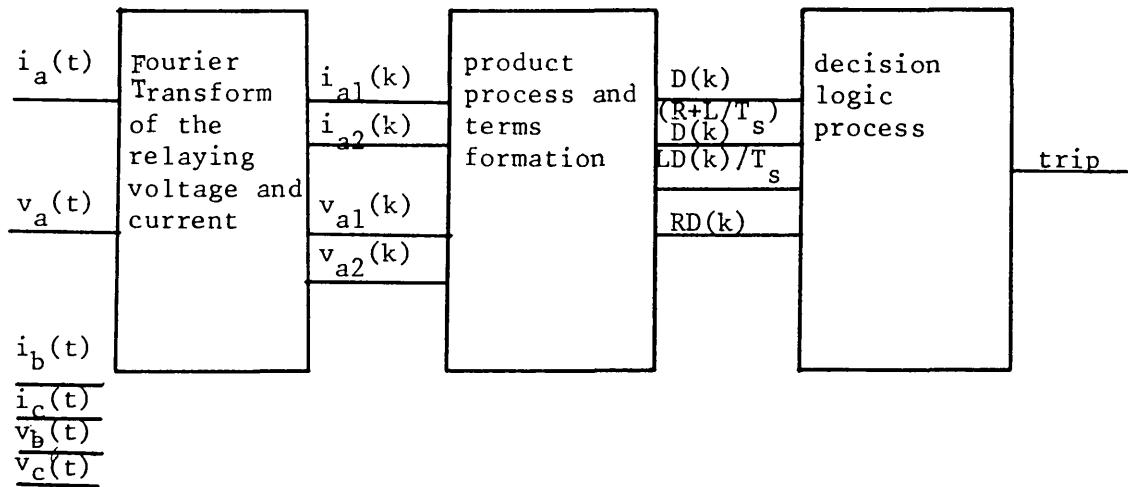 i_a(t)
v_a(t)
i_b(t)
i_c(t)
v_b(t)
v_c(t)
Fourier
Transform
of the
relaying
voltage and
current
i_a1(k)
i_a2(k)
v_a1(k)
v_a2(k)
product
process and
terms
formation
D(k)
(R+L/T_s)
D(k)
LD(k)/T_s
RD(k)
decision
logic
process
trip